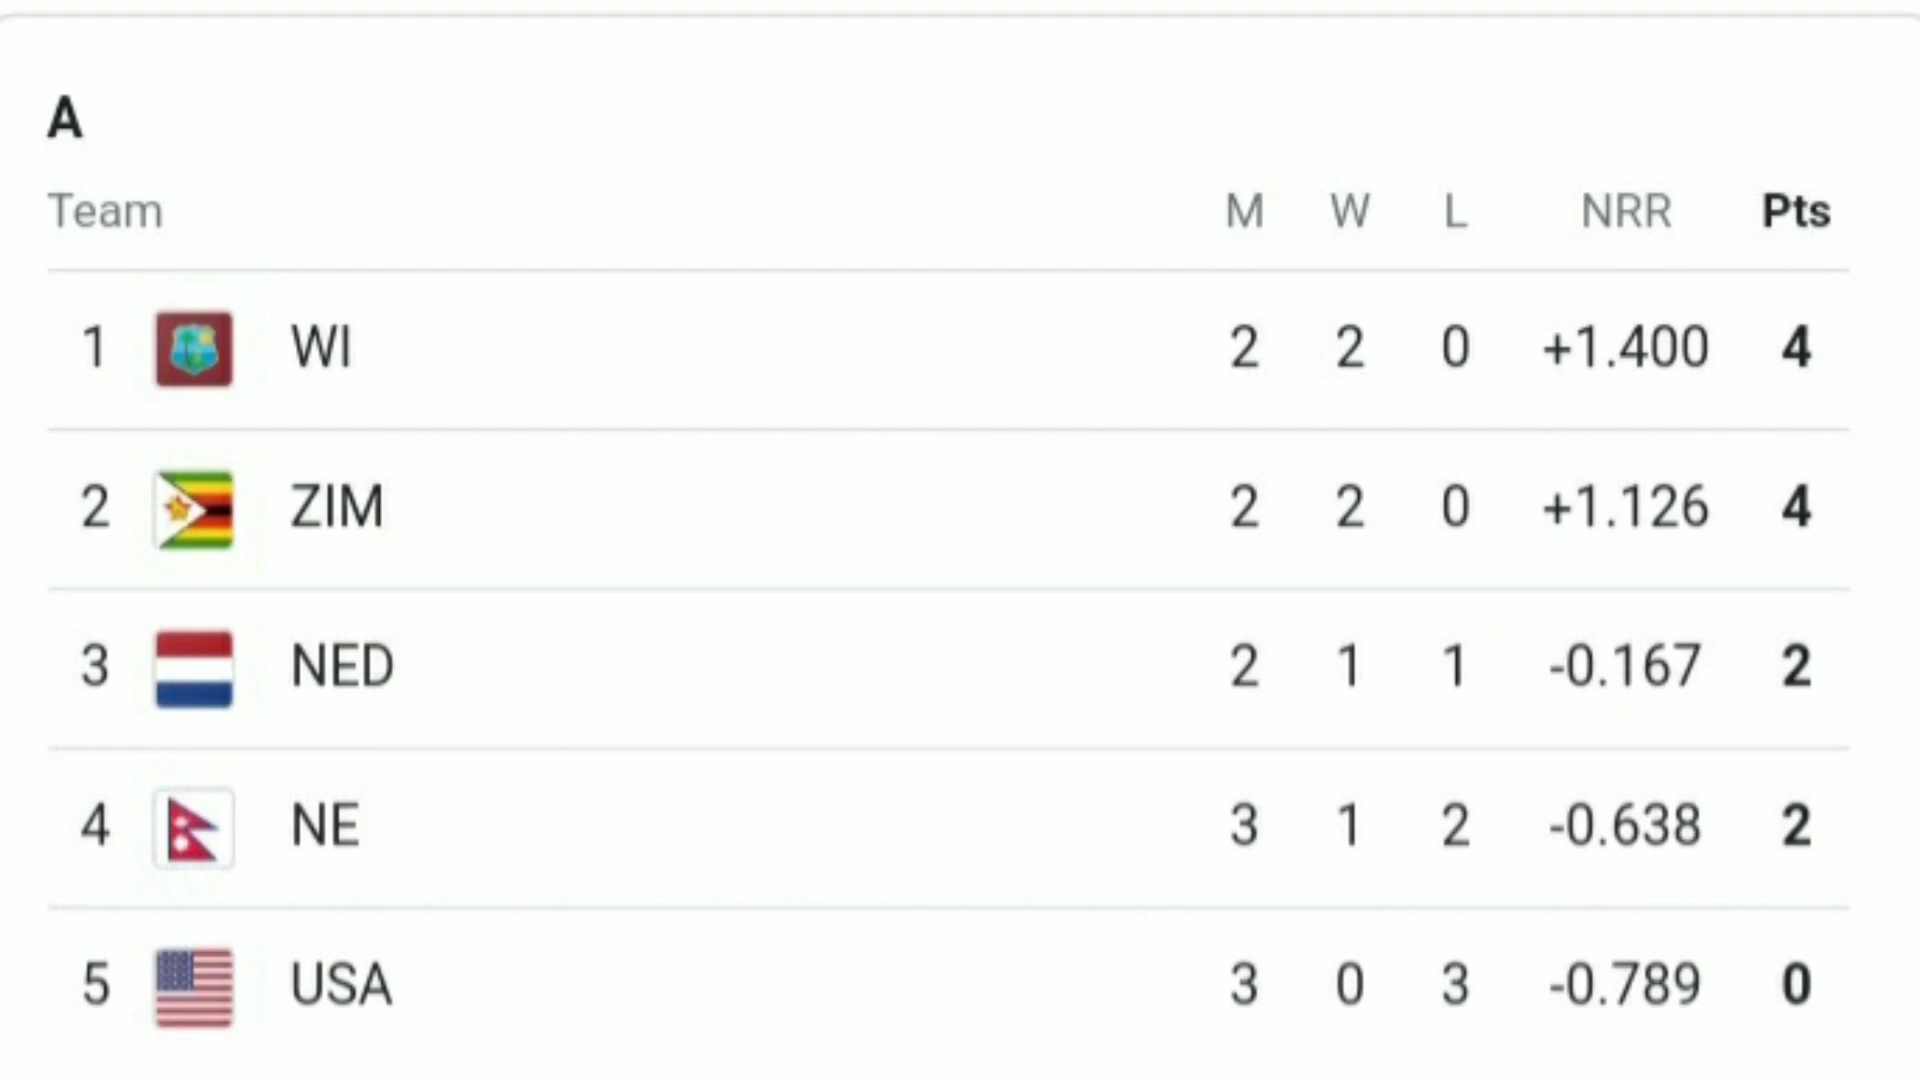 A
Team M W L NRR Pts
1 WI 2 2 0 +1.400 4
2 ZIM 2 2 0 +1.126 4
3 NED 2 1 1 -0.167 2
4 NE 3 1 2 -0.638 2
5 USA 3 0 3 -0.789 0